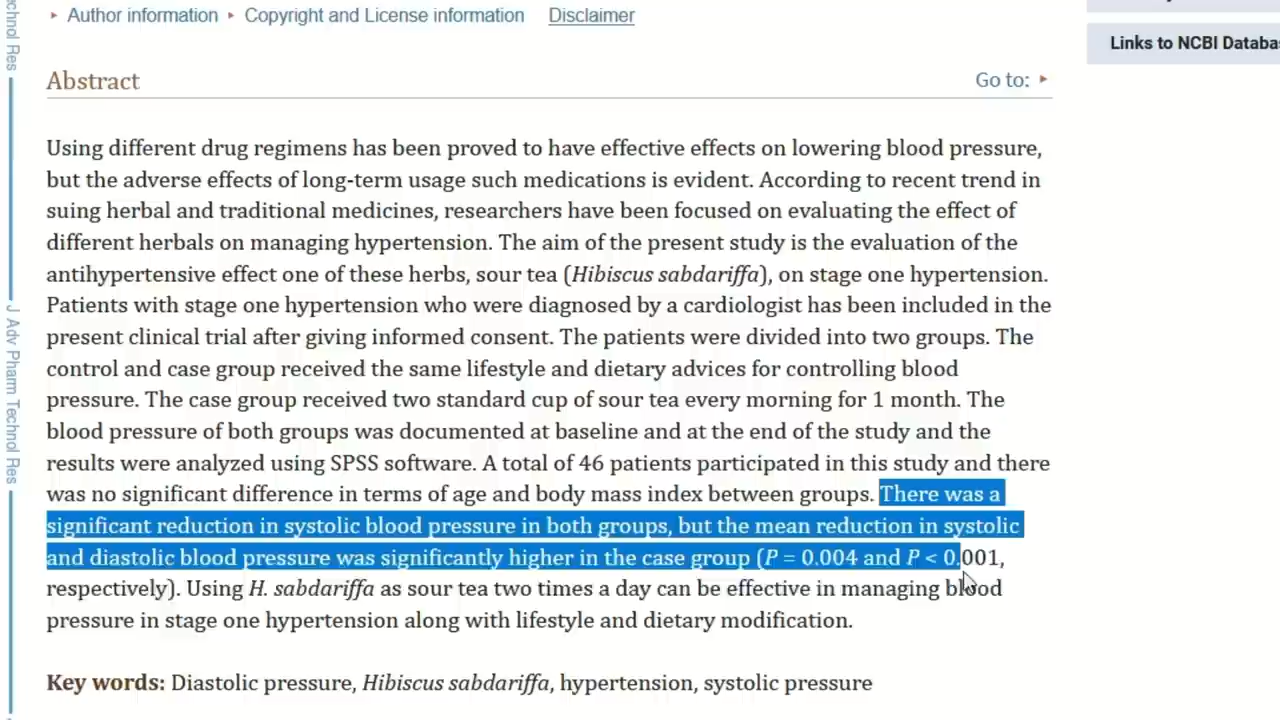 Author information ▸ Copyright and License information Disclaimer
Links to NCBI Databa
Abstract
Go to:
Using different drug regimens has been proved to have effective effects on lowering blood pressure,
but the adverse effects of long-term usage such medications is evident. According to recent trend in
suing herbal and traditional medicines, researchers have been focused on evaluating the effect of
different herbals on managing hypertension. The aim of the present study is the evaluation of the
antihypertensive effect one of these herbs, sour tea (Hibiscus sabdariffa), on stage one hypertension.
Patients with stage one hypertension who were diagnosed by a cardiologist has been included in the
present clinical trial after giving informed consent. The patients were divided into two groups. The
control and case group received the same lifestyle and dietary advices for controlling blood
pressure. The case group received two standard cup of sour tea every morning for 1 month. The
blood pressure of both groups was documented at baseline and at the end of the study and the
results were analyzed using SPSS software. A total of 46 patients participated in this study and there
was no significant difference in terms of age and body mass index between groups. There was a
significant reduction in systolic blood pressure in both groups, but the mean reduction in systolic
and diastolic blood pressure was significantly higher in the case group (P = 0.004 and P < 0.001,
respectively). Using H. sabdariffa as sour tea two times a day can be effective in managing blood
pressure in stage one hypertension along with lifestyle and dietary modification.
Key words: Diastolic pressure, Hibiscus sabdariffa, hypertension, systolic pressure
chnol Res
J Adv Pharm Technol Res